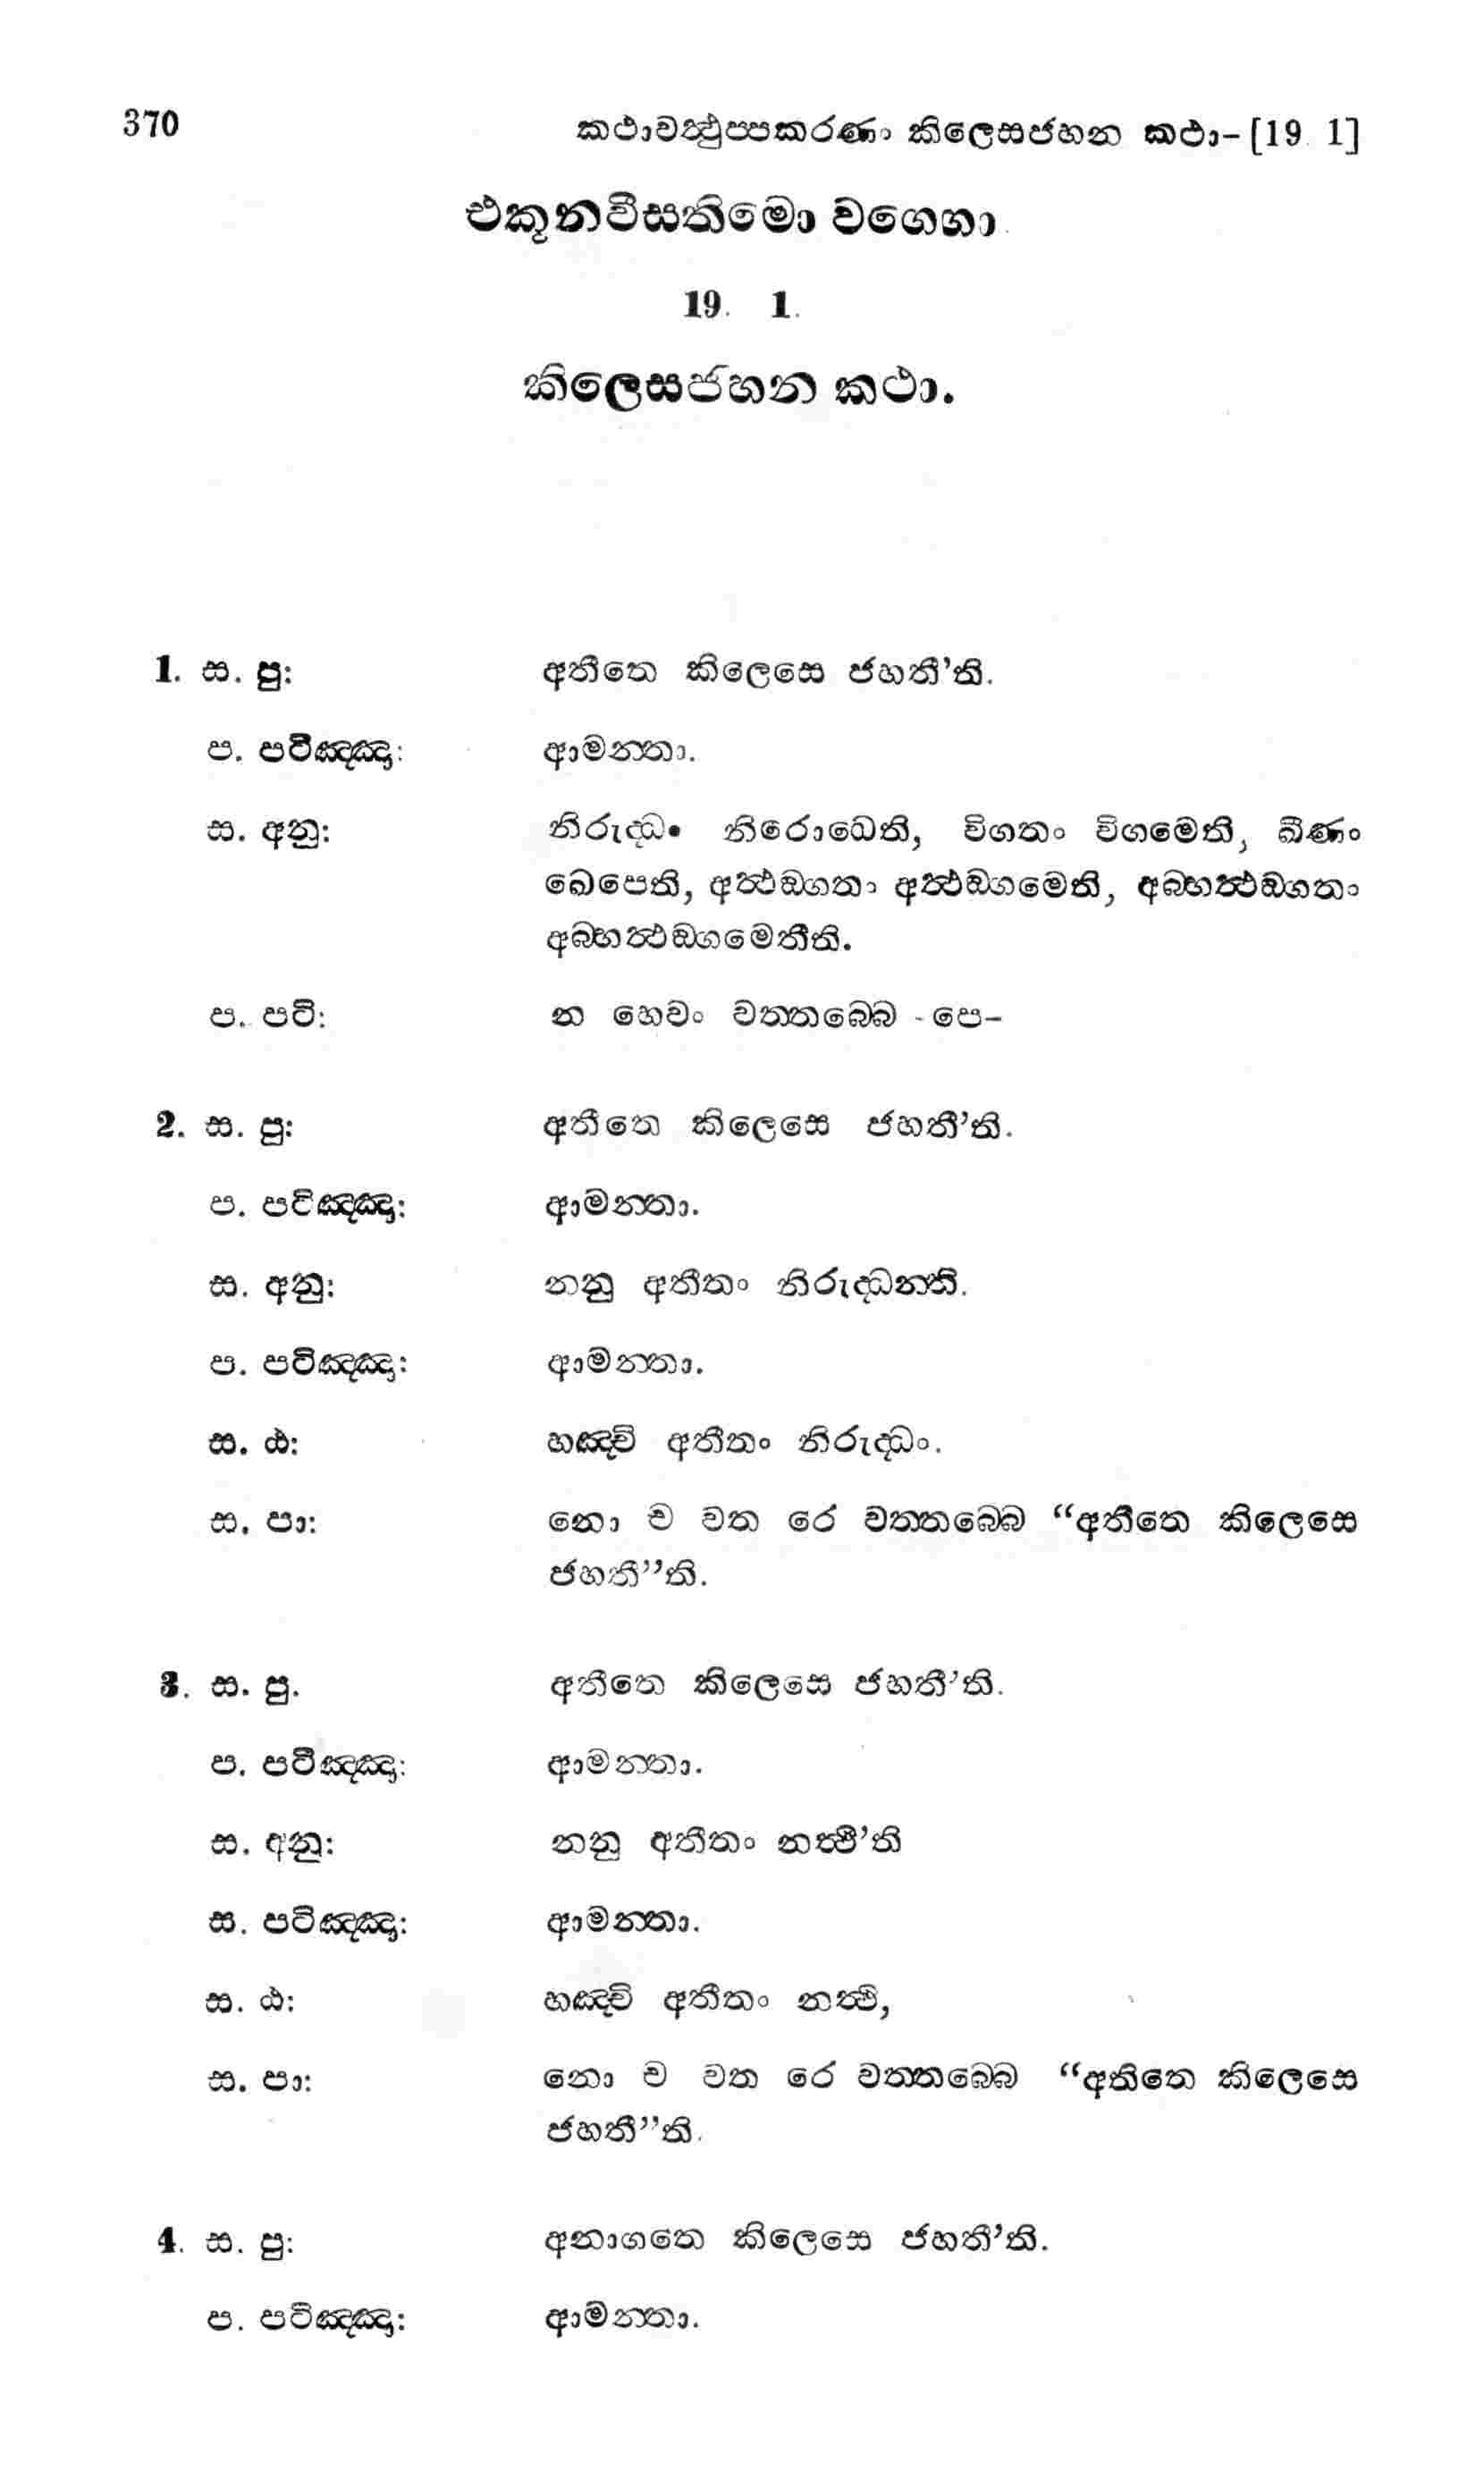 370 කථාවත්‍ථුප්පකරණං කිලෙසජහන කථා-[19. 1]
එකූනවීසතිමො වග්ගො
19. 1.
කිලෙසජහන කථා.
1. ස. පු: අතීතෙ කිලෙසෙ ජහතී’ති.
ප. පටිඤ්ඤා: ආමන්තා.
ස. අනු: නිරුද්ධං නිරොධෙති, විගතං විගමෙති, ඛීණං
ඛෙපෙති, අත්‍ථඞ්ගතං අත්‍ථඞ්ගමෙති, අබ්භත්‍ථඞ්ගතං
අබ්භත්‍ථඞ්ගමෙතීති.
ප. පටි: න හෙවං වත්තබ්බෙ - පෙ-
2. ස. පු: අතීතෙ කිලෙසෙ ජහතී’ති.
ප. පටිඤ්ඤා: ආමන්තා.
ස. අනු: නනු අතීතං නිරුද්ධන්ති.
ප. පටිඤ්ඤා: ආමන්තා.
ස. ඨ: හඤ්චි අතීතං නිරුද්ධං.
ස. පා: නො ච වත රේ වත්තබ්බෙ “අතීතෙ කිලෙසෙ
ජහතී”ති.
3. ස. පු. අතීතෙ කිලෙසෙ ජහතී’ති.
ප. පටිඤ්ඤා: ආමන්තා.
ස. අනු: නනු අතීතං නත්‍ථී’ති
ස. පටිඤ්ඤා: ආමන්තා.
ස. ඨ: හඤ්චි අතීතං නත්‍ථි,
ස. පා: නො ච වත රේ වත්තබ්බෙ “අතිතෙ කිලෙසෙ
ජහතී”ති.
4. ස. පු: අනාගතෙ කිලෙසෙ ජහතී’ති.
ප. පටිඤ්ඤා: ආමන්තා.